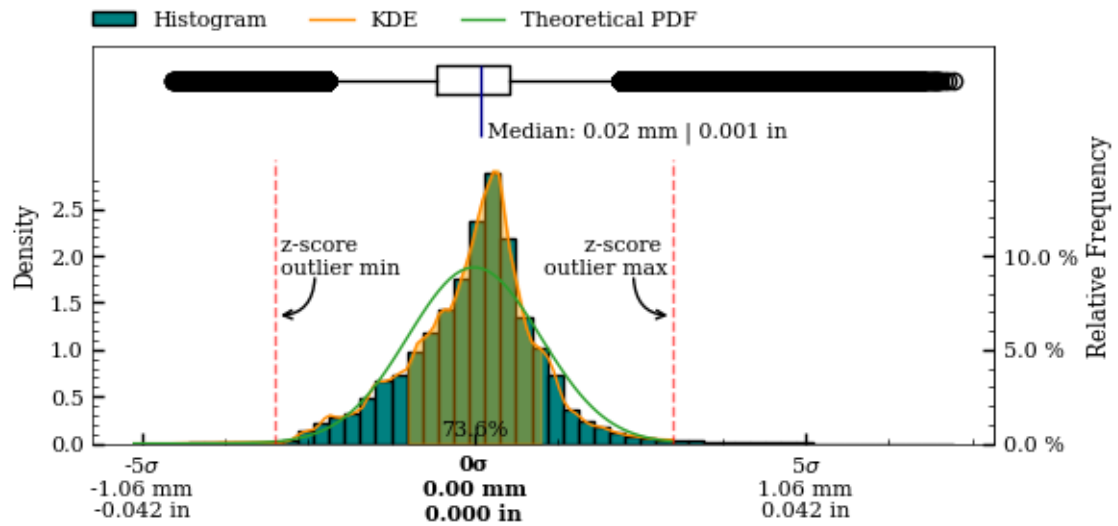 Histogram KDE Theoretical PDF
Median: 0.02 mm | 0.001 in
Density
Relative Frequency
2.5
2.0
1.5
1.0
0.5
0.0
10.0 %
5.0 %
0.0 %
z-score
outlier min
z-score
outlier max
73.6%
-5σ
-1.06 mm
-0.042 in
0σ
0.00 mm
0.000 in
5σ
1.06 mm
0.042 in